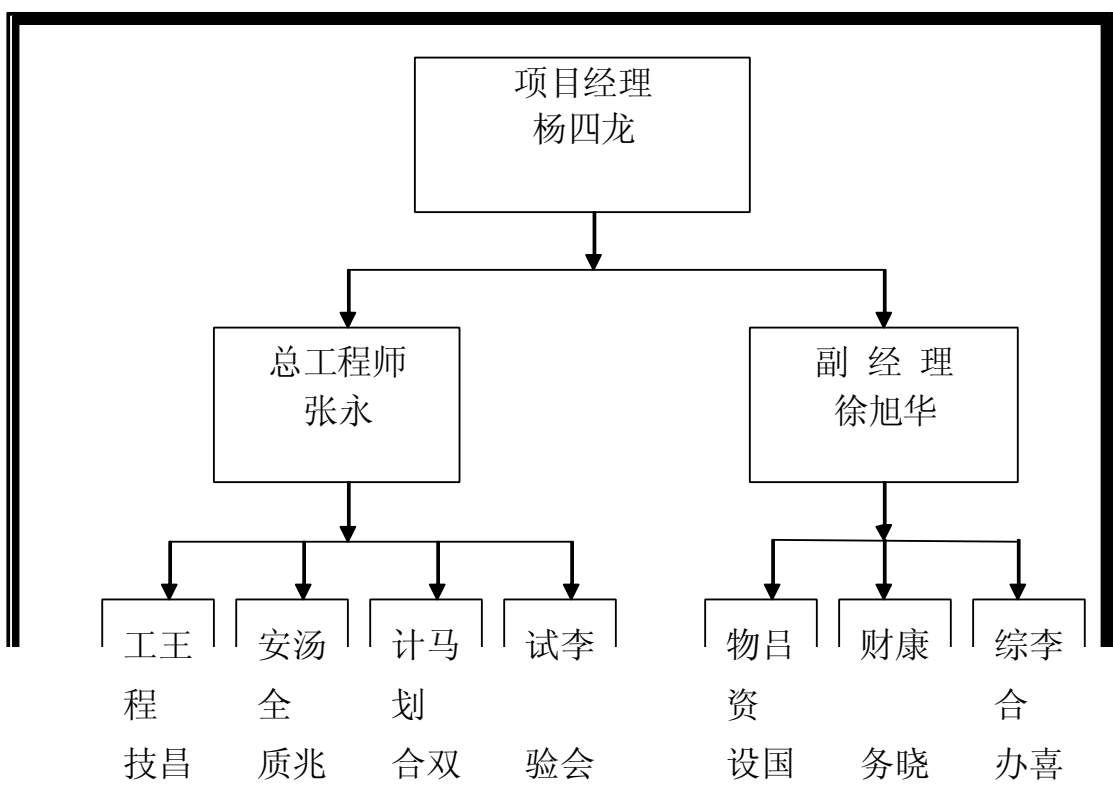 项目经理
杨四龙
总工程师
张永
副 经 理
徐旭华
工王 安汤 计马 试李 物吕 财康 综李
程 全 划 资 合
技昌 质兆 合双 验会 设国 务晓 办喜